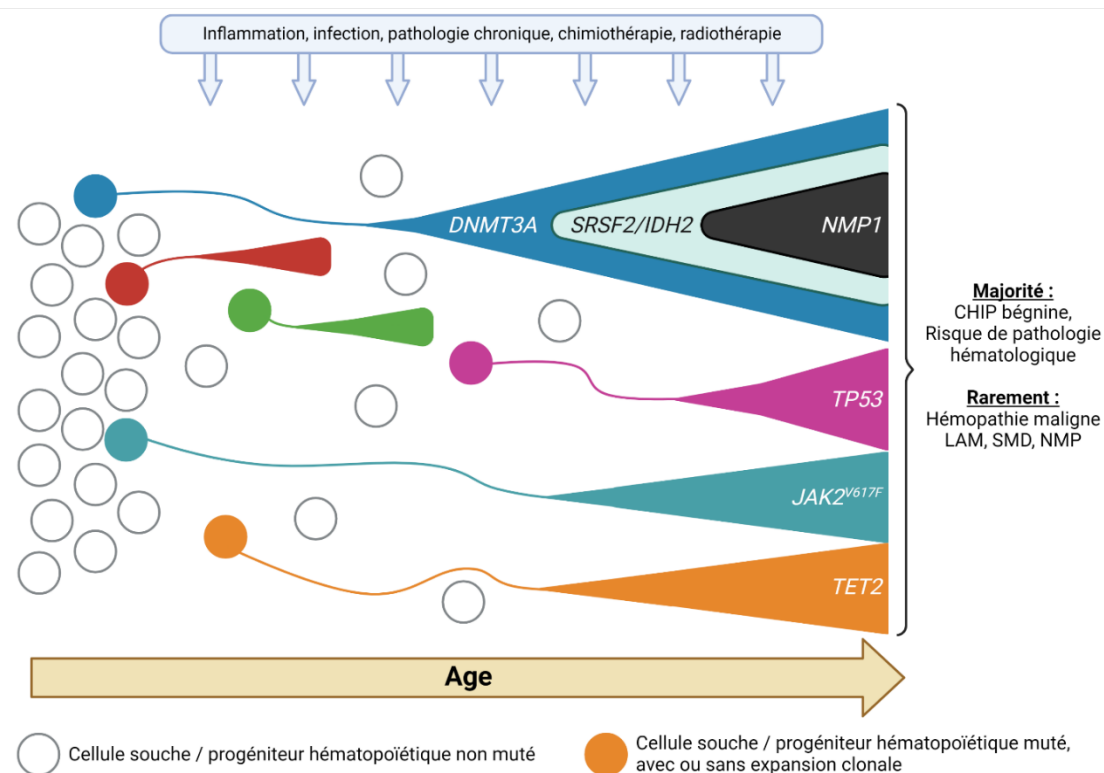 Inflammation, infection, pathologie chronique, chimiothérapie, radiothérapie
DNMT3A
SRSF2/IDH2
NMP1
TP53
JAK2V617F
TET2
Majorité :
CHIP bégnine,
Risque de pathologie
hématologique
Rarement :
Hémopathie maligne
LAM, SMD, NMP
Age
Cellule souche / progéniteur hématopoïétique non muté
Cellule souche / progéniteur hématopoïétique muté,
avec ou sans expansion clonale